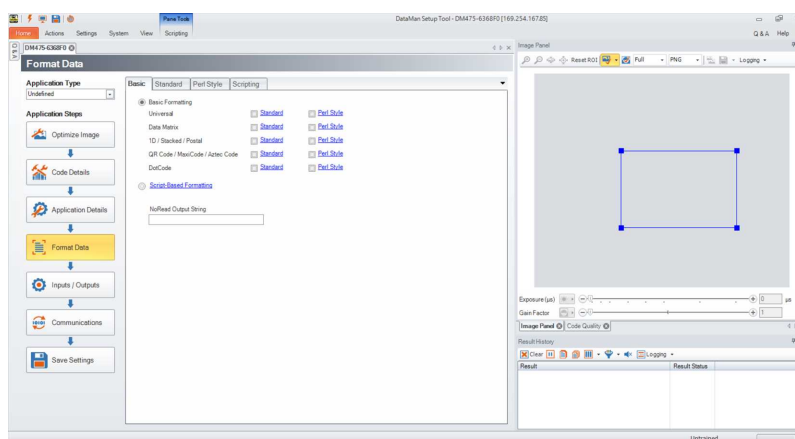 Pane Tools
DataMan Setup Tool - DM475-6368F0 [169.254.167.85]
Home Actions Settings System View Scripting
Q & A Help
DM475-6368F0
Image Panel
Format Data
Reset ROI Full PNG Logging
Application Type
Undefined
Basic Standard Perl Style Scripting
Basic Formatting
Application Steps
Universal Standard Perl Style
Data Matrix Standard Perl Style
1D / Stacked / Postal Standard Perl Style
QR Code / MaxiCode / Aztec Code Standard Perl Style
DotCode Standard Perl Style
Script-Based Formatting
NoRead Output String
Optimize Image
Code Details
Application Details
Format Data
Inputs / Outputs
Communications
Save Settings
Exposure (µs) 0 µs
Gain Factor 1
Image Panel Code Quality
Result History
Clear Logging
Result Result Status
Untrained